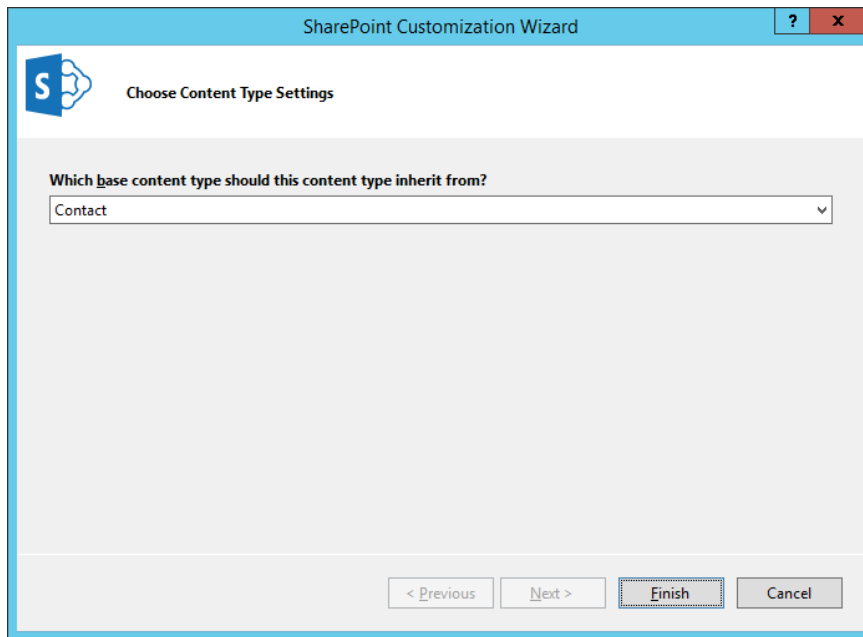 SharePoint Customization Wizard
? x
S
Choose Content Type Settings
Which base content type should this content type inherit from?
Contact
< Previous Next > Finish Cancel